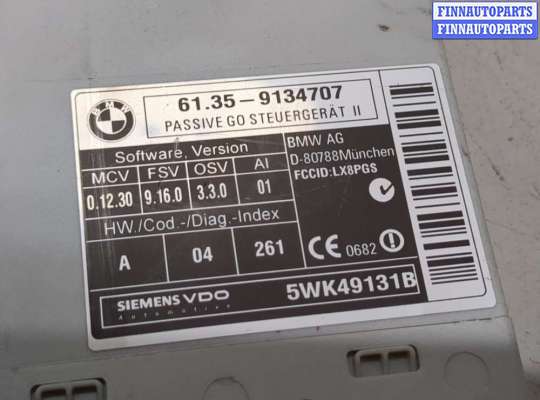 FINNAUTOPARTS
FINNAUTOPARTS
BMW
61.35-9134707
PASSIVE GO STEUERGERÄT II
Software, Version
MCV FSV OSV AI
0.12.30 9.16.0 3.3.0 01
HW./Cod-/Diag.-Index
A 04 261
BMW AG
D-80788München
FCCID:LX8PGS
CE 0682
SIEMENS VDO
Automotive
5WK49131B